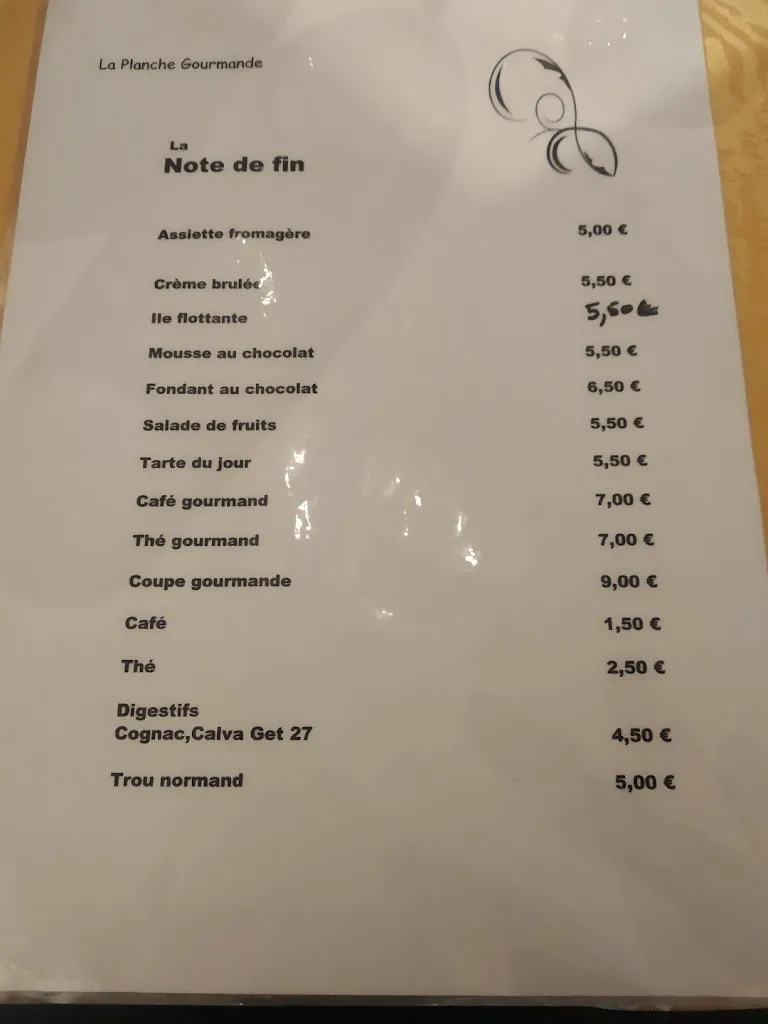 La Planche Gourmande
La
Note de fin
Assiette fromagère 5,00 €
Crème brulée 5,50 €
Ile flottante 5,50 €
Mousse au chocolat 5,50 €
Fondant au chocolat 6,50 €
Salade de fruits 5,50 €
Tarte du jour 5,50 €
Café gourmand 7,00 €
Thé gourmand 7,00 €
Coupe gourmande 9,00 €
Café 1,50 €
Thé 2,50 €
Digestifs
Cognac,Calva Get 27 4,50 €
Trou normand 5,00 €